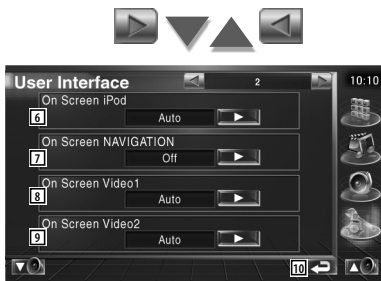 User Interface
2
10:10
On Screen iPod
6
Auto
On Screen NAVIGATION
7
Off
On Screen Video1
8
Auto
On Screen Video2
9
Auto
10